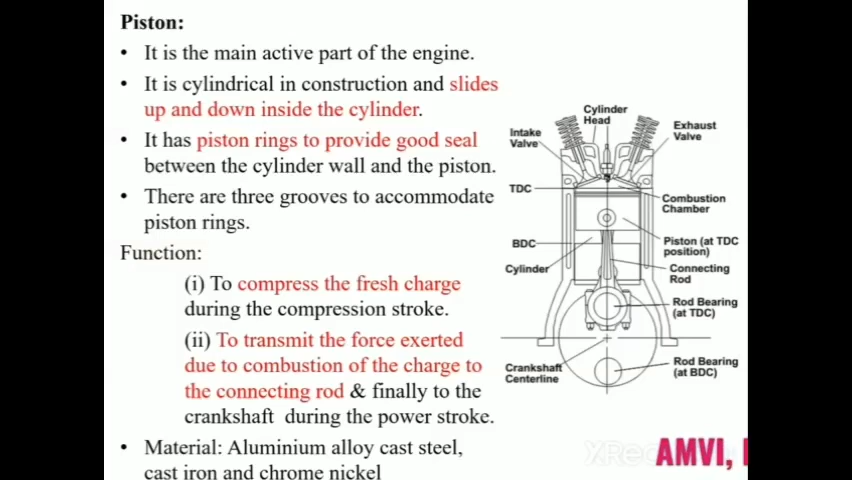 Piston:
• It is the main active part of the engine.
• It is cylindrical in construction and slides
up and down inside the cylinder.
• It has piston rings to provide good seal
between the cylinder wall and the piston.
• There are three grooves to accommodate
piston rings.
Function:
(i) To compress the fresh charge
during the compression stroke.
(ii) To transmit the force exerted
due to combustion of the charge to
the connecting rod & finally to the
crankshaft during the power stroke.
• Material: Aluminium alloy cast steel,
cast iron and chrome nickel
Cylinder
Head
Intake
Valve
Exhaust
Valve
TDC
Combustion
Chamber
BDC
Piston (at TDC
position)
Cylinder
Connecting
Rod
Rod Bearing
(at TDC)
Crankshaft
Centerline
Rod Bearing
(at BDC)
AMVI,